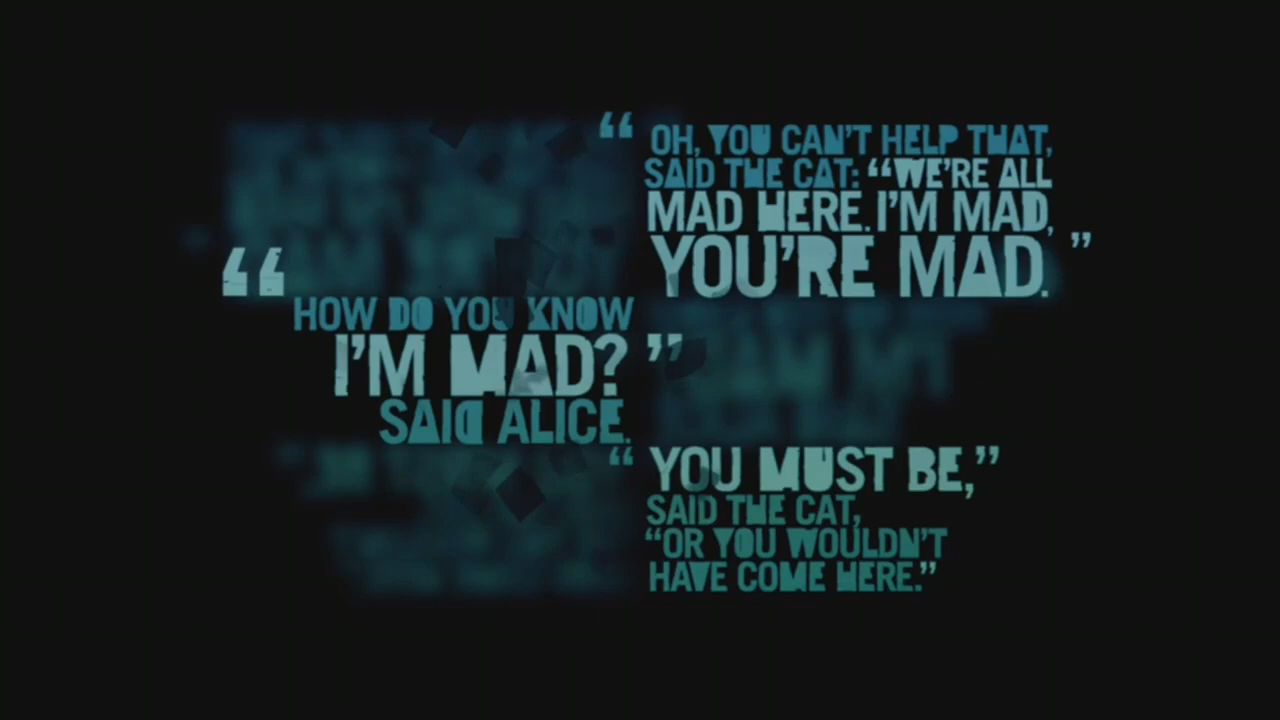 “ OH, YOU CAN’T HELP THAT,
SAID THE CAT: “WE’RE ALL
MAD HERE. I’M MAD,
YOU’RE MAD. ”
“ HOW DO YOU KNOW
I’M MAD? ”
SAID ALICE.
“ YOU MUST BE,”
SAID THE CAT,
“OR YOU WOULDN’T
HAVE COME HERE.”